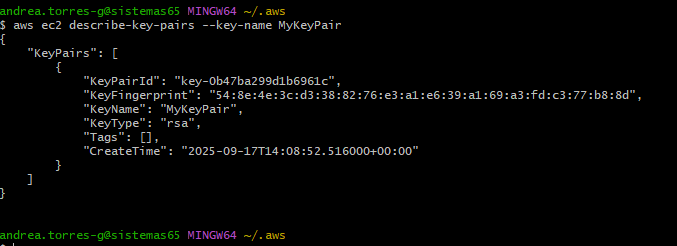 andrea.torres-g@sistemas65 MINGW64 ~/.aws
$ aws ec2 describe-key-pairs --key-name MyKeyPair
{
    "KeyPairs": [
        {
            "KeyPairId": "key-0b47ba299d1b6961c",
            "KeyFingerprint": "54:8e:4e:3c:d3:38:82:76:e3:a1:e6:39:a1:69:a3:fd:c3:77:b8:8d",
            "KeyName": "MyKeyPair",
            "KeyType": "rsa",
            "Tags": [],
            "CreateTime": "2025-09-17T14:08:52.516000+00:00"
        }
    ]
}
andrea.torres-g@sistemas65 MINGW64 ~/.aws